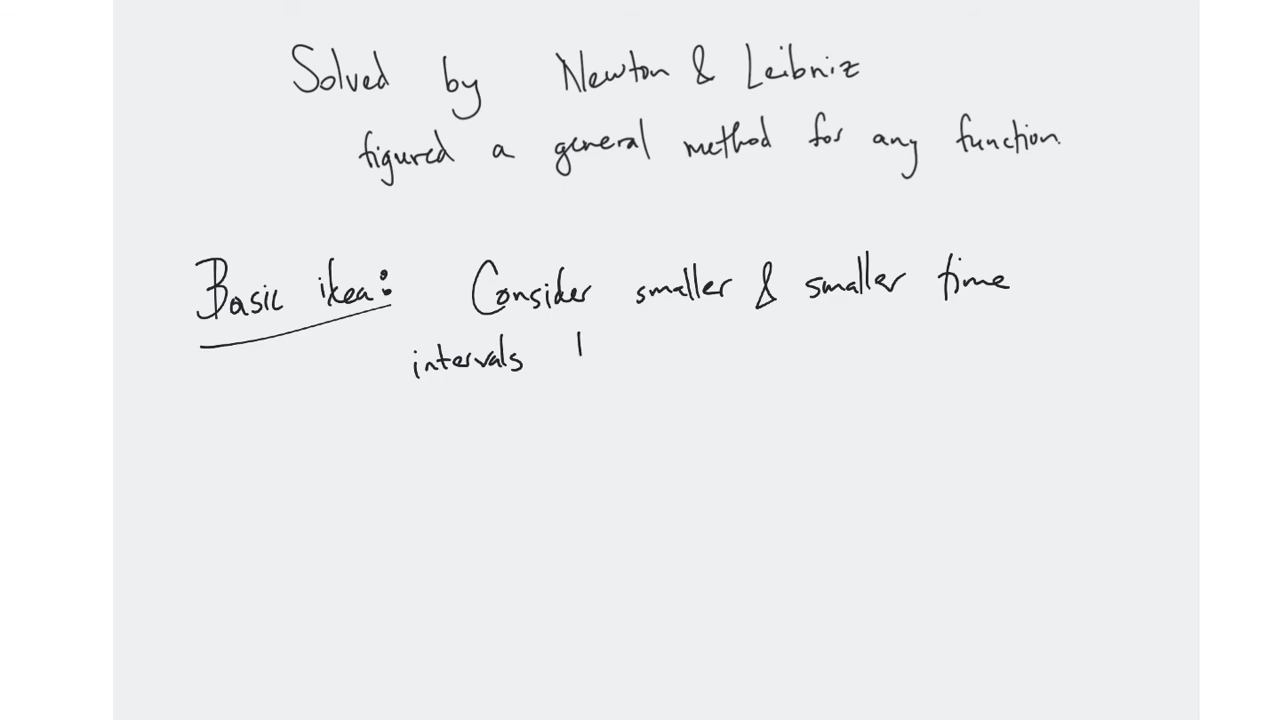 Solved by Newton & Leibniz
figured a general method for any function.
Basic idea: Consider smaller & smaller time
intervals